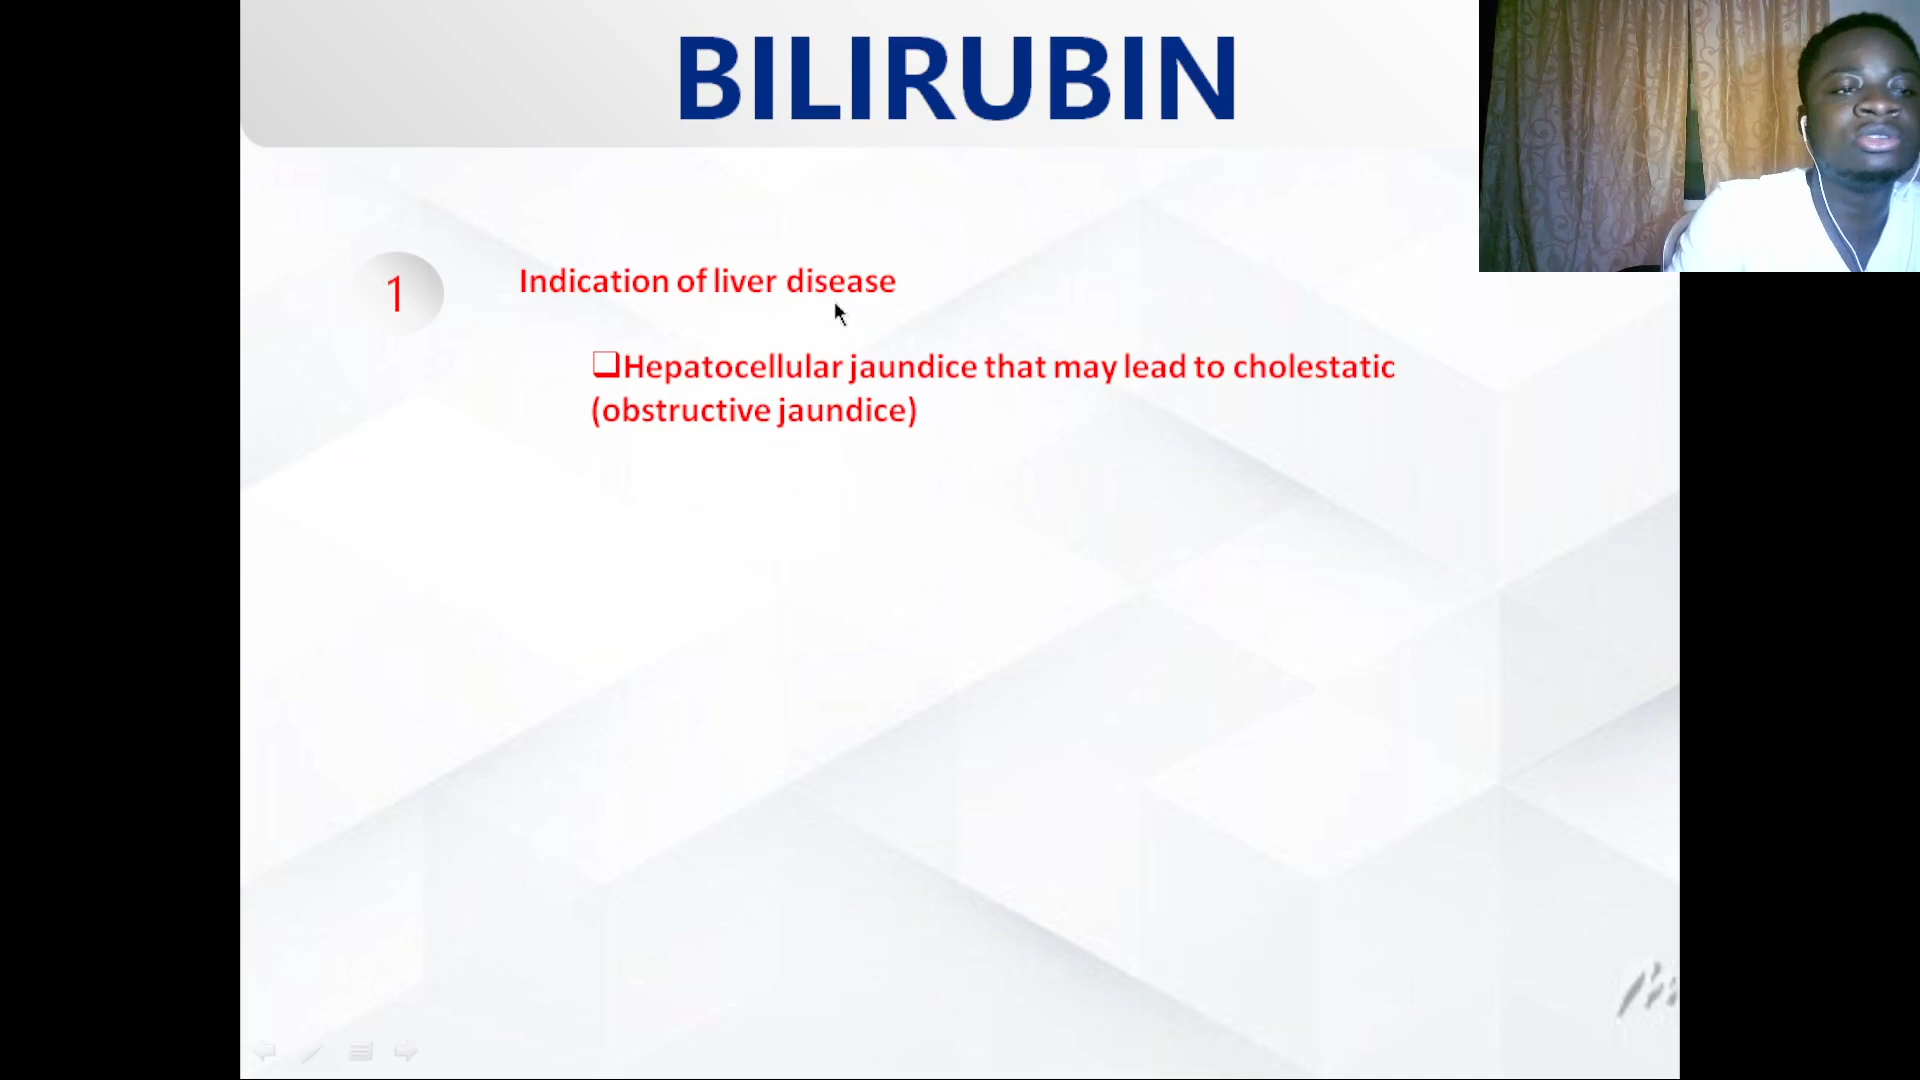 BILIRUBIN
1 Indication of liver disease
❑Hepatocellular jaundice that may lead to cholestatic
(obstructive jaundice)